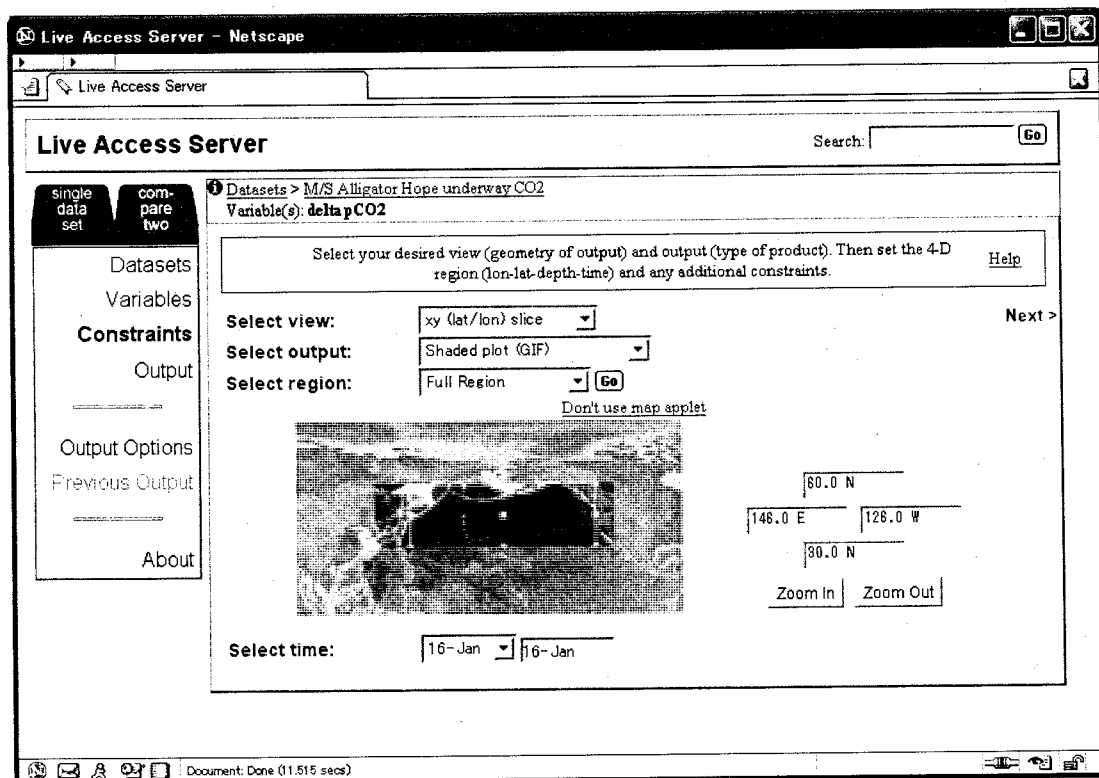 Live Access Server - Netscape
Live Access Server
Live Access Server
Search:
Go
single data set
com-pare two
Datasets > M/S Alligator Hope underway CO2
Variable(s): deltapCO2
Select your desired view (geometry of output) and output (type of product). Then set the 4-D
region (lon-lat-depth-time) and any additional constraints.
Help
Datasets
Variables
Constraints
Output
Output Options
Previous Output
About
Next >
Select view:
xy (lat/lon) slice
Select output:
Shaded plot (GIF)
Select region:
Full Region
Go
Don't use map applet
60.0 N
146.0 E
126.0 W
30.0 N
Zoom In
Zoom Out
Select time:
16-Jan
16-Jan
Document: Done (11.515 secs)